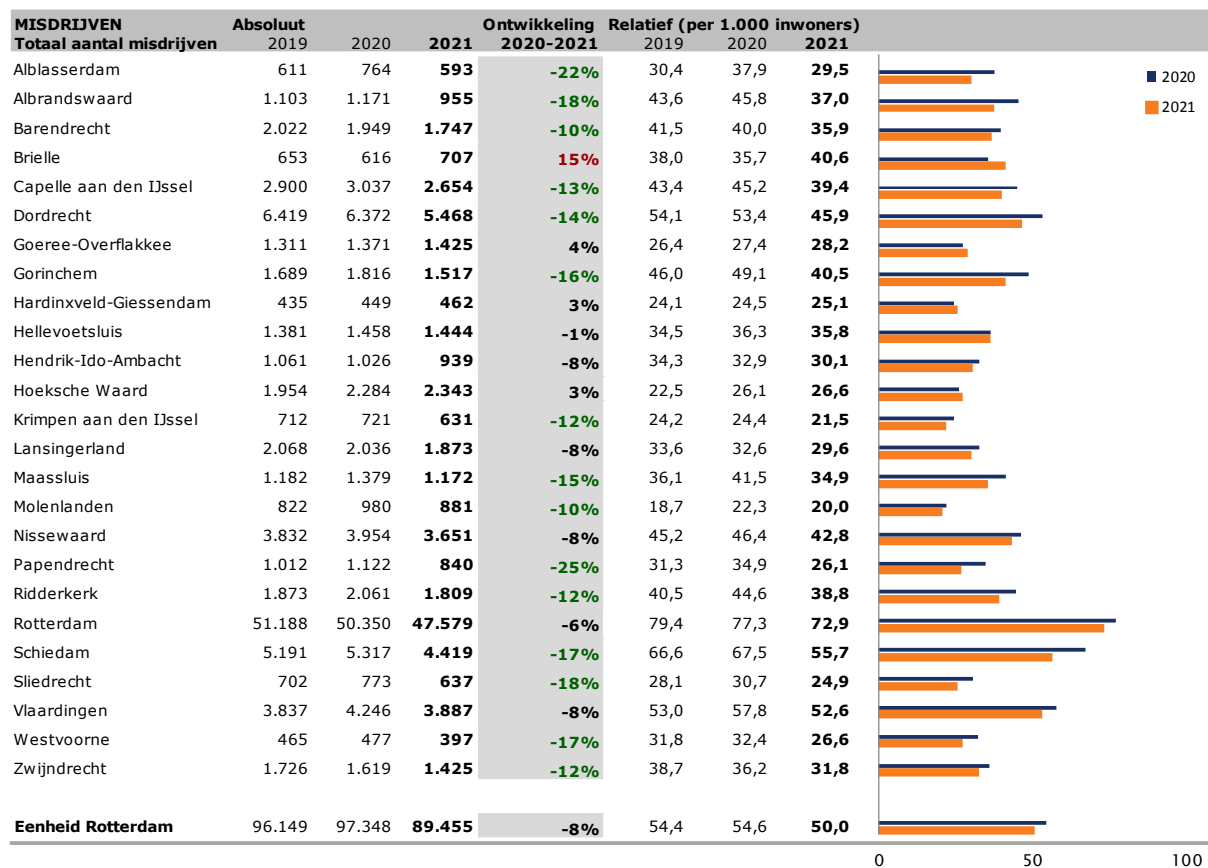 MISDRIJVEN Absoluut Ontwikkeling Relatief (per 1.000 inwoners)
Totaal aantal misdrijven 2019 2020 2021 2020-2021 2019 2020 2021
Alblasserdam 611 764 593 -22% 30,4 37,9 29,5
2020
Albrandswaard 1.103 1.171 955 -18% 43,6 45,8 37,0
2021
Barendrecht 2.022 1.949 1.747 -10% 41,5 40,0 35,9
Brielle 653 616 707 15% 38,0 35,7 40,6
Capelle aan den IJssel 2.900 3.037 2.654 -13% 43,4 45,2 39,4
Dordrecht 6.419 6.372 5.468 -14% 54,1 53,4 45,9
Goeree-Overflakkee 1.311 1.371 1.425 4% 26,4 27,4 28,2
Gorinchem 1.689 1.816 1.517 -16% 46,0 49,1 40,5
Hardinxveld-Giessendam 435 449 462 3% 24,1 24,5 25,1
Hellevoetsluis 1.381 1.458 1.444 -1% 34,5 36,3 35,8
Hendrik-Ido-Ambacht 1.061 1.026 939 -8% 34,3 32,9 30,1
Hoeksche Waard 1.954 2.284 2.343 3% 22,5 26,1 26,6
Krimpen aan den IJssel 712 721 631 -12% 24,2 24,4 21,5
Lansingerland 2.068 2.036 1.873 -8% 33,6 32,6 29,6
Maassluis 1.182 1.379 1.172 -15% 36,1 41,5 34,9
Molenlanden 822 980 881 -10% 18,7 22,3 20,0
Nissewaard 3.832 3.954 3.651 -8% 45,2 46,4 42,8
Papendrecht 1.012 1.122 840 -25% 31,3 34,9 26,1
Ridderkerk 1.873 2.061 1.809 -12% 40,5 44,6 38,8
Rotterdam 51.188 50.350 47.579 -6% 79,4 77,3 72,9
Schiedam 5.191 5.317 4.419 -17% 66,6 67,5 55,7
Sliedrecht 702 773 637 -18% 28,1 30,7 24,9
Vlaardingen 3.837 4.246 3.887 -8% 53,0 57,8 52,6
Westvoorne 465 477 397 -17% 31,8 32,4 26,6
Zwijndrecht 1.726 1.619 1.425 -12% 38,7 36,2 31,8
Eenheid Rotterdam 96.149 97.348 89.455 -8% 54,4 54,6 50,0
0 50 100